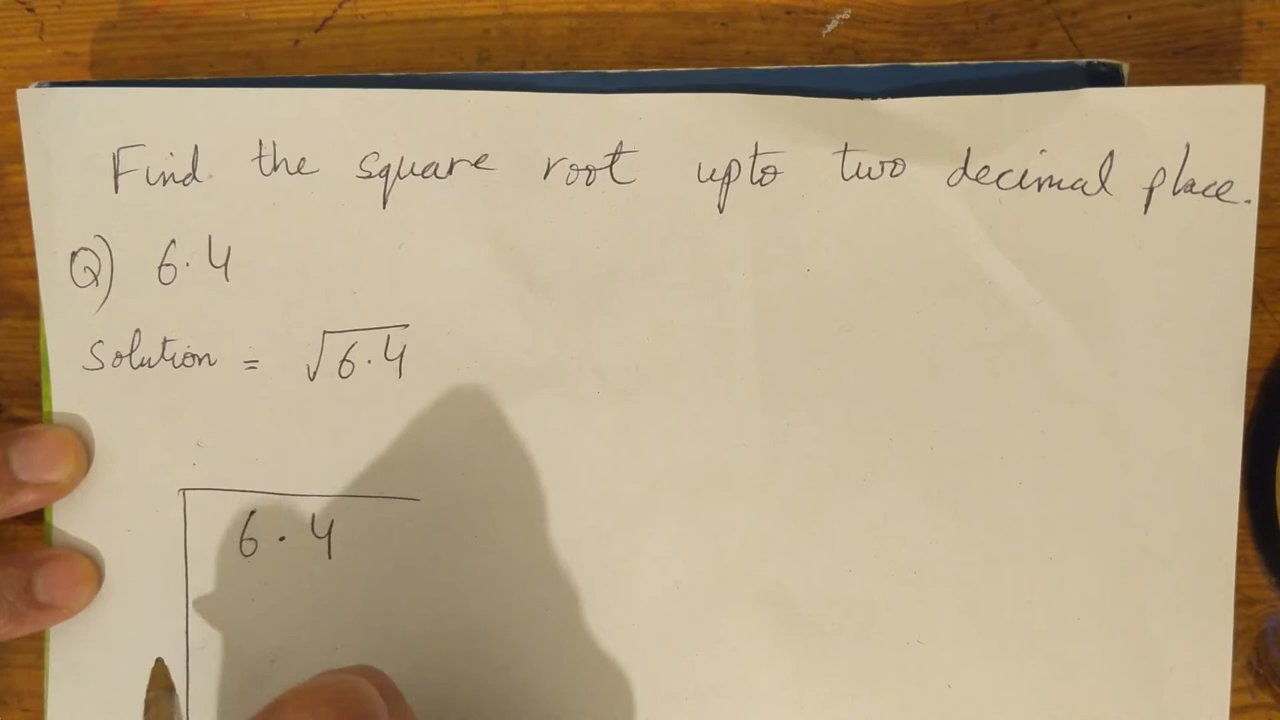 Find the square root upto two decimal place.
Q) 6.4
Solution = √6.4
6.4